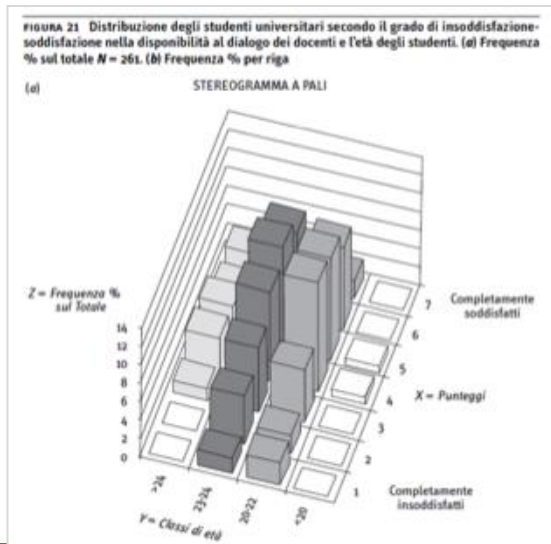 FIGURA 21 Distribuzione degli studenti universitari secondo il grado di insoddisfazione-
soddisfazione nella disponibilità al dialogo dei docenti e l'età degli studenti. (a) Frequenza
% sul totale N = 261. (b) Frequenza % per riga
(a)
STEREOGRAMMA A PALI
Z = Frequenza %
sul Totale
14
12
10
8
6
4
2
0
>24
23-24
20-22
<20
Y = Classi di età
1
2
3
4
5
6
7
X = Punteggi
Completamente
soddisfatti
Completamente
insoddisfatti